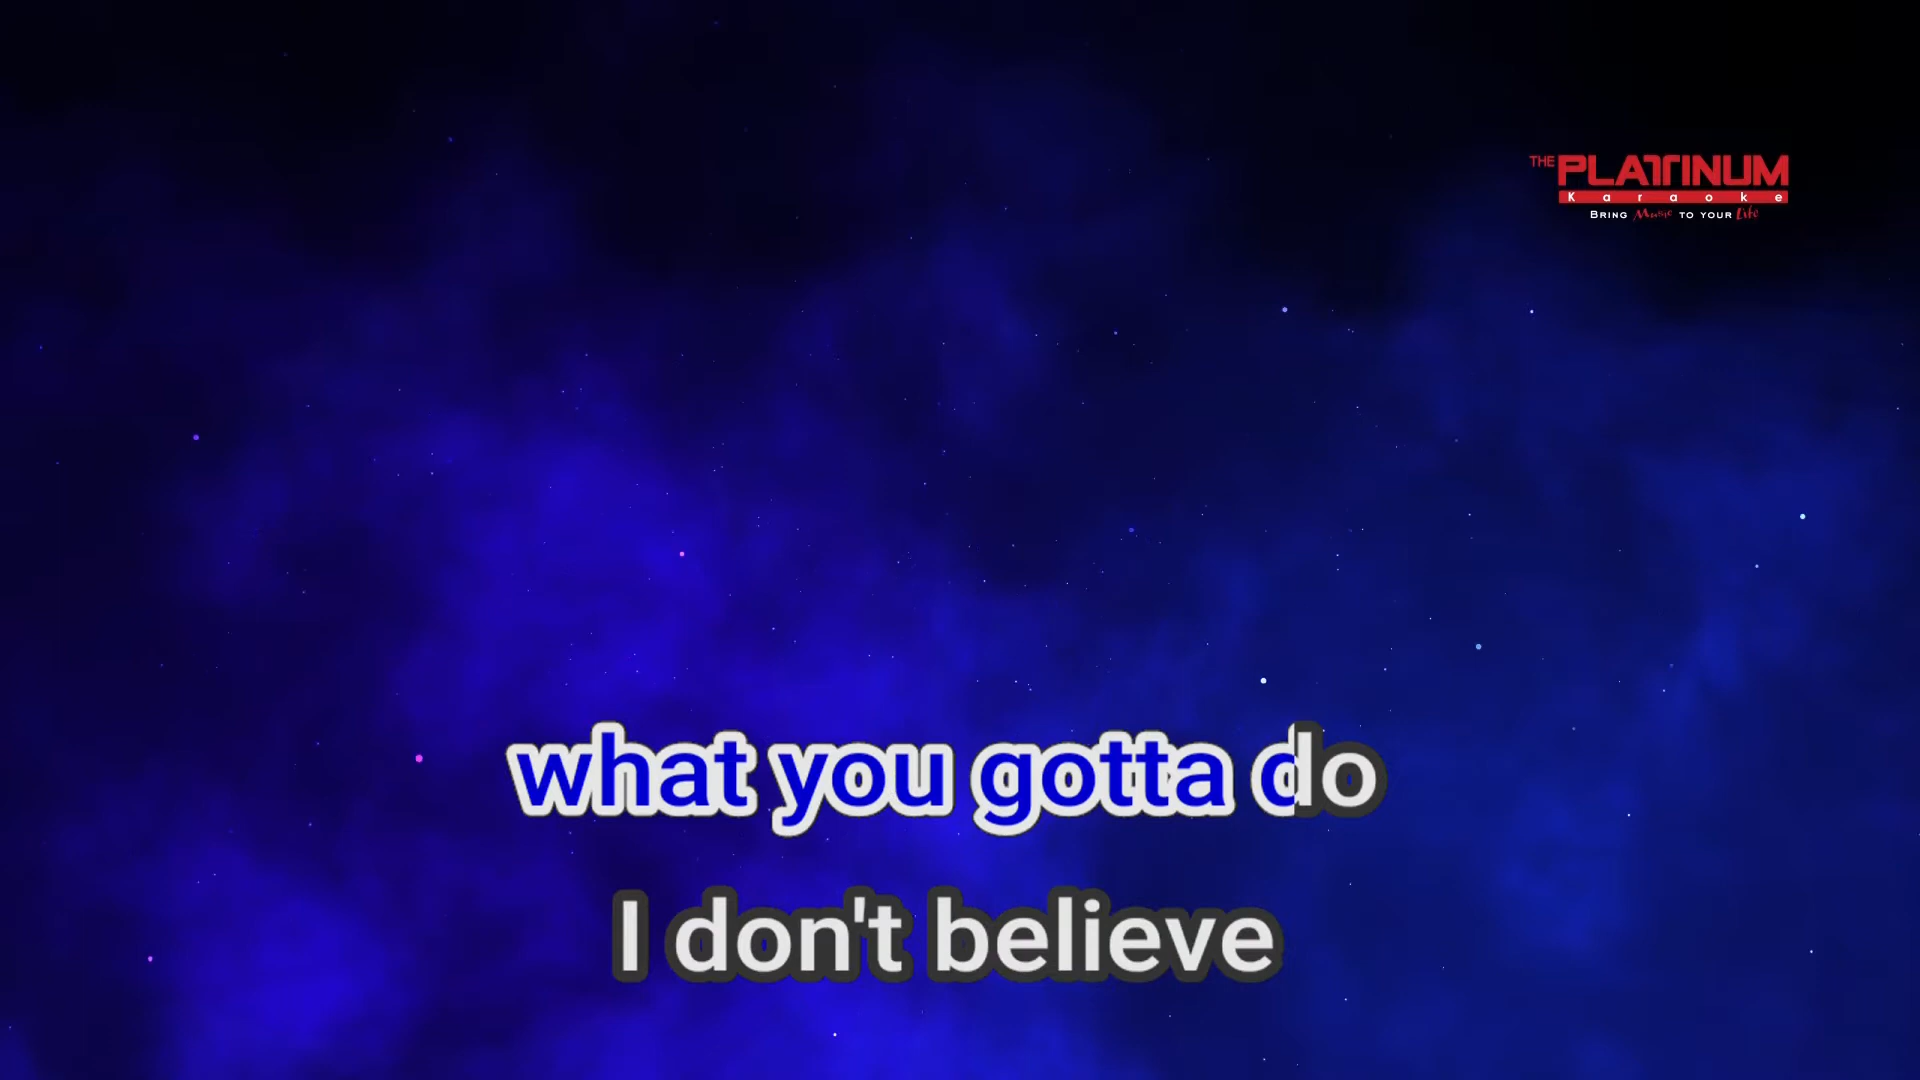 THE PLATINUM
Karaoke
BRING Music TO YOUR Life
what you gotta do
I don't believe